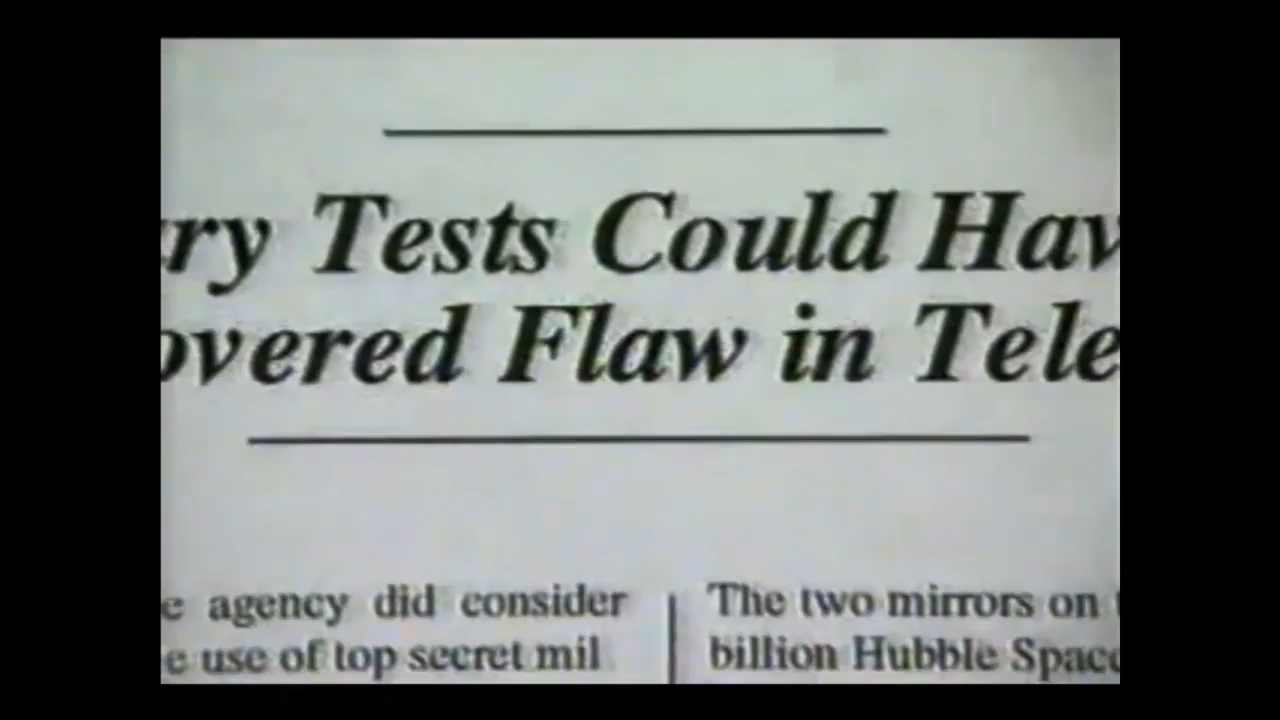 ry Tests Could Hav
overed Flaw in Tele
e agency did consider
e use of top secret mil
The two mirrors on t
billion Hubble Space